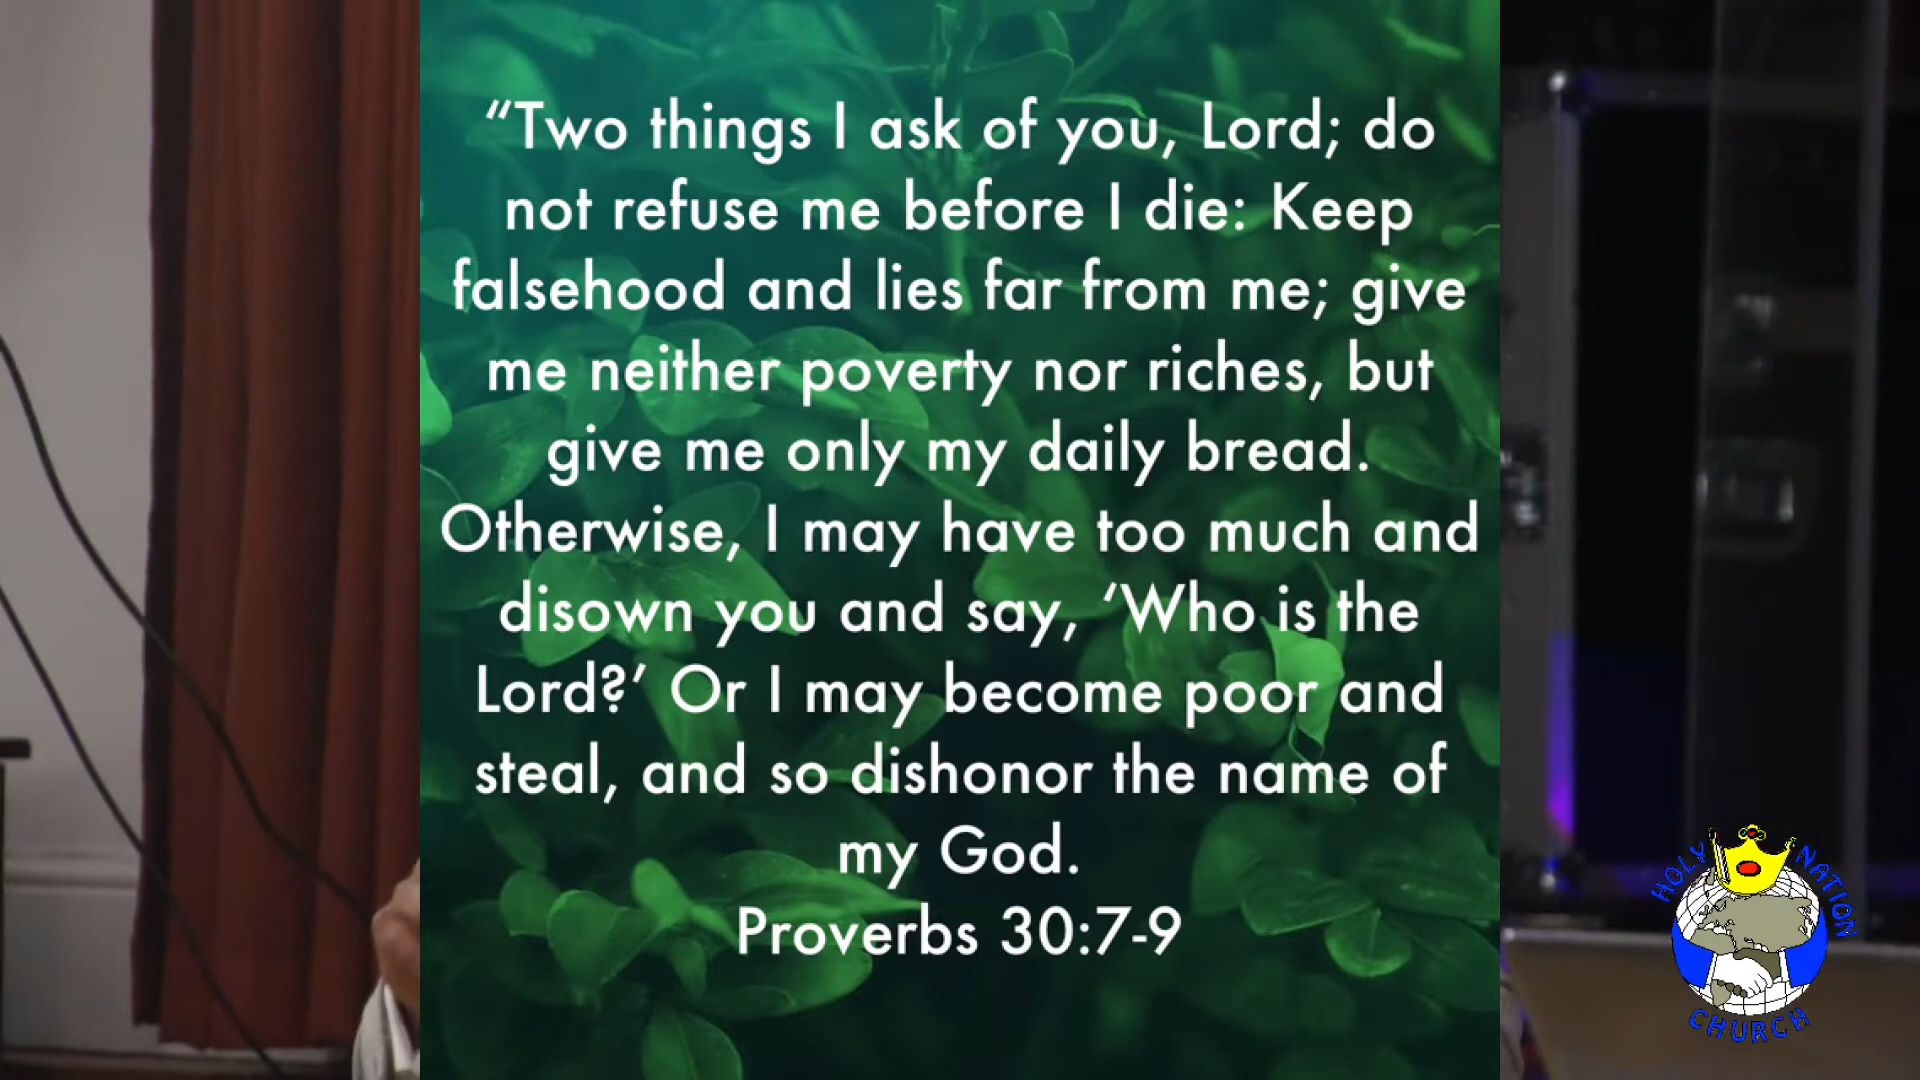 “Two things I ask of you, Lord; do
not refuse me before I die: Keep
falsehood and lies far from me; give
me neither poverty nor riches, but
give me only my daily bread.
Otherwise, I may have too much and
disown you and say, ‘Who is the
Lord?’ Or I may become poor and
steal, and so dishonor the name of
my God.
Proverbs 30:7-9
HOLY NATION
CHURCH